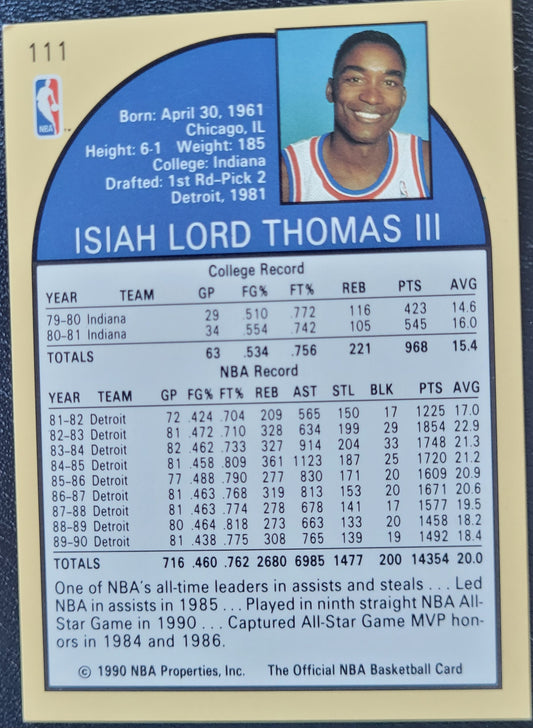 111
NBA
Born: April 30, 1961
Chicago, IL
Height: 6-1 Weight: 185
College: Indiana
Drafted: 1st Rd-Pick 2
Detroit, 1981
ISIAH LORD THOMAS III
College Record
YEAR TEAM GP FG% FT% REB PTS AVG
79-80 Indiana 29 .510 .772 116 423 14.6
80-81 Indiana 34 .554 .742 105 545 16.0
TOTALS 63 .534 .756 221 968 15.4
NBA Record
YEAR TEAM GP FG% FT% REB AST STL BLK PTS AVG
81-82 Detroit 72 .424 .704 209 565 150 17 1225 17.0
82-83 Detroit 81 .472 .710 328 634 199 29 1854 22.9
83-84 Detroit 82 .462 .733 327 914 204 33 1748 21.3
84-85 Detroit 81 .458 .809 361 1123 187 25 1720 21.2
85-86 Detroit 77 .488 .790 277 830 171 20 1609 20.9
86-87 Detroit 81 .463 .768 319 813 153 20 1671 20.6
87-88 Detroit 81 .463 .774 278 678 141 17 1577 19.5
88-89 Detroit 80 .464 .818 273 663 133 20 1458 18.2
89-90 Detroit 81 .438 .775 308 765 139 19 1492 18.4
TOTALS 716 .460 .762 2680 6985 1477 200 14354 20.0
One of NBA's all-time leaders in assists and steals . . . Led
NBA in assists in 1985 . . . Played in ninth straight NBA All-
Star Game in 1990 . . . Captured All-Star Game MVP hon-
ors in 1984 and 1986.
© 1990 NBA Properties, Inc. The Official NBA Basketball Card